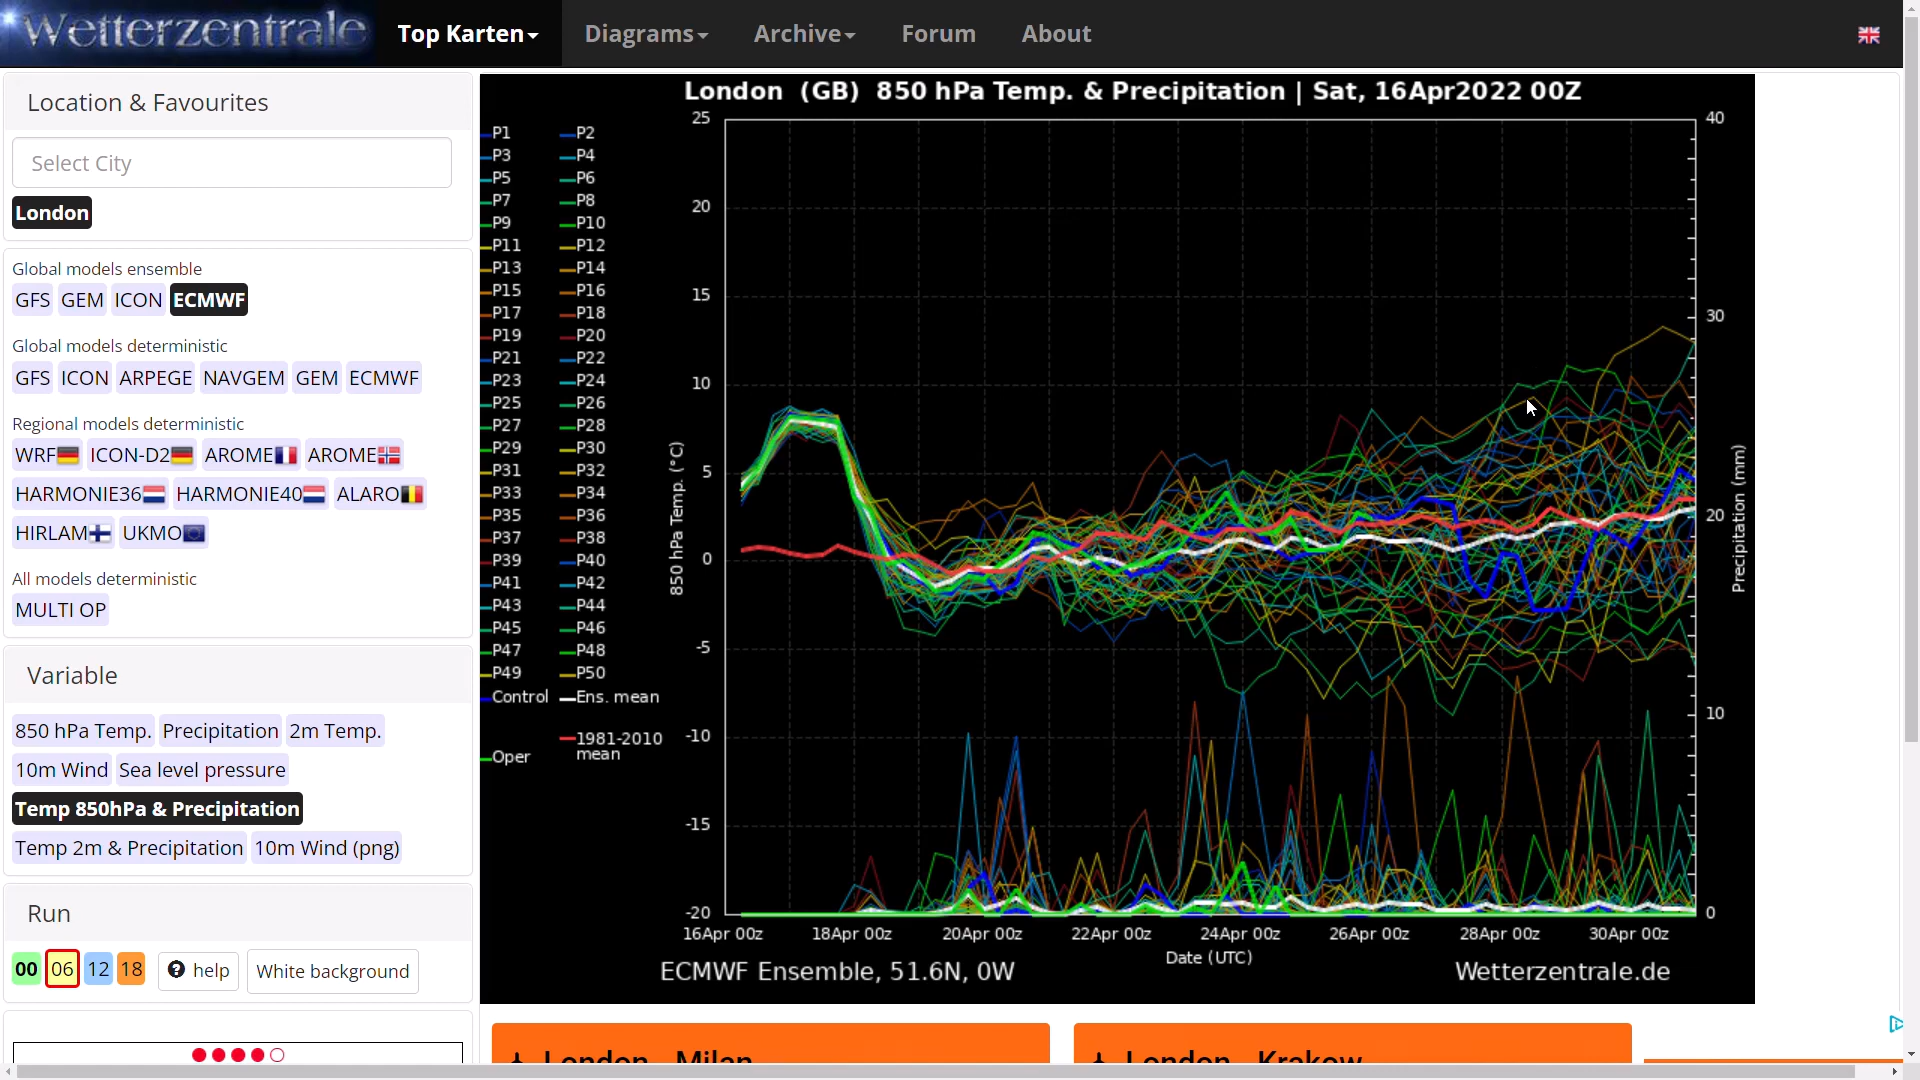 Wetterzentrale
Top Karten
Diagrams
Archive
Forum
About
Location & Favourites
Select City
London
Global models ensemble
GFS GEM ICON ECMWF
Global models deterministic
GFS ICON ARPEGE NAVGEM GEM ECMWF
Regional models deterministic
WRF ICON-D2 AROME AROME
HARMONIE36 HARMONIE40 ALARO
HIRLAM UKMO
All models deterministic
MULTI OP
Variable
850 hPa Temp. Precipitation 2m Temp.
10m Wind Sea level pressure
Temp 850hPa & Precipitation
Temp 2m & Precipitation 10m Wind (png)
Run
00 06 12 18 help White background
London (GB) 850 hPa Temp. & Precipitation | Sat, 16Apr2022 00Z
P1 P2
P3 P4
P5 P6
P7 P8
P9 P10
P11 P12
P13 P14
P15 P16
P17 P18
P19 P20
P21 P22
P23 P24
P25 P26
P27 P28
P29 P30
P31 P32
P33 P34
P35 P36
P37 P38
P39 P40
P41 P42
P43 P44
P45 P46
P47 P48
P49 P50
Control Ens. mean
1981-2010
mean
Oper
850 hPa Temp. (°C)
25
20
15
10
5
0
-5
-10
-15
-20
40
30
20
10
0
Precipitation (mm)
16Apr 00z 18Apr 00z 20Apr 00z 22Apr 00z 24Apr 00z 26Apr 00z 28Apr 00z 30Apr 00z
Date (UTC)
ECMWF Ensemble, 51.6N, 0W
Wetterzentrale.de
London - Milan
London - Krakow